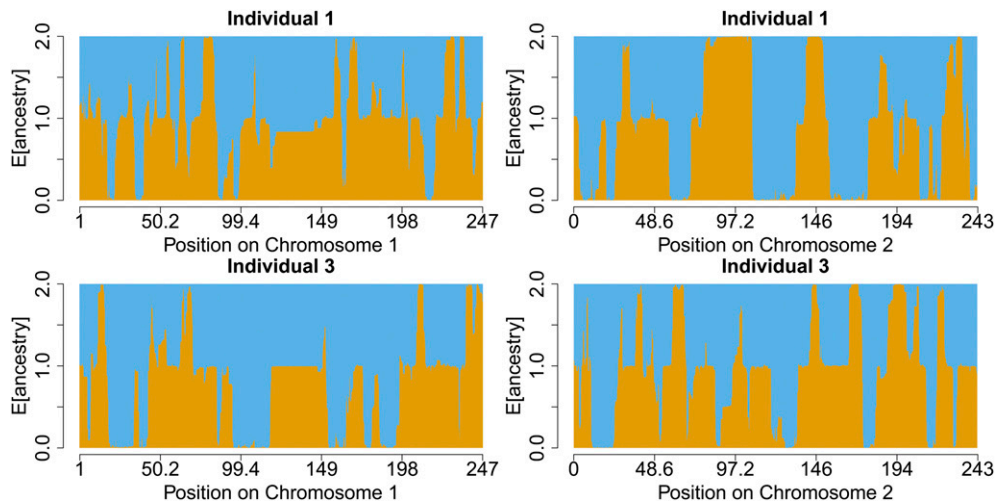 Individual 1
E[ancestry]
2.0
1.0
0.0
1 50.2 99.4 149 198 247
Position on Chromosome 1
Individual 1
E[ancestry]
2.0
1.0
0.0
0 48.6 97.2 146 194 243
Position on Chromosome 2
Individual 3
E[ancestry]
2.0
1.0
0.0
1 50.2 99.4 149 198 247
Position on Chromosome 1
Individual 3
E[ancestry]
2.0
1.0
0.0
0 48.6 97.2 146 194 243
Position on Chromosome 2